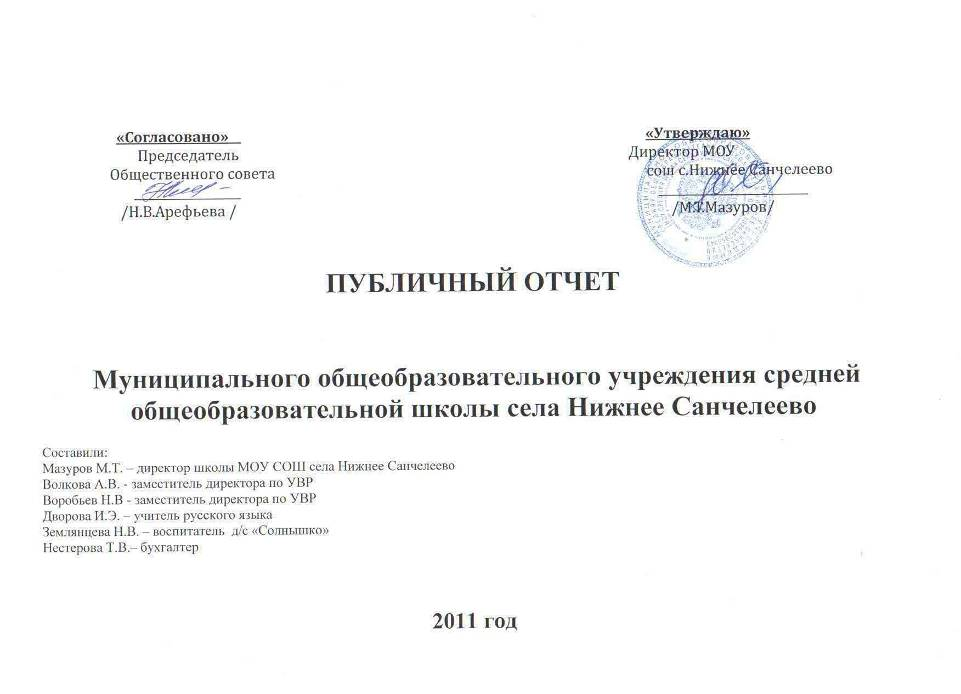 «Согласовано»
Председатель
Общественного совета
/Н.В.Арефьева /
«Утверждаю»
Директор МОУ
сош с.Нижнее Санчелеево
/М.Т.Мазуров/
ПУБЛИЧНЫЙ ОТЧЕТ
Муниципального общеобразовательного учреждения средней
общеобразовательной школы села Нижнее Санчелеево
Составили:
Мазуров М.Т. – директор школы МОУ СОШ села Нижнее Санчелеево
Волкова А.В. - заместитель директора по УВР
Воробьев Н.В - заместитель директора по УВР
Дворова И.Э. – учитель русского языка
Землянцева Н.В. – воспитатель д/с «Солнышко»
Нестерова Т.В.– бухгалтер
2011 год